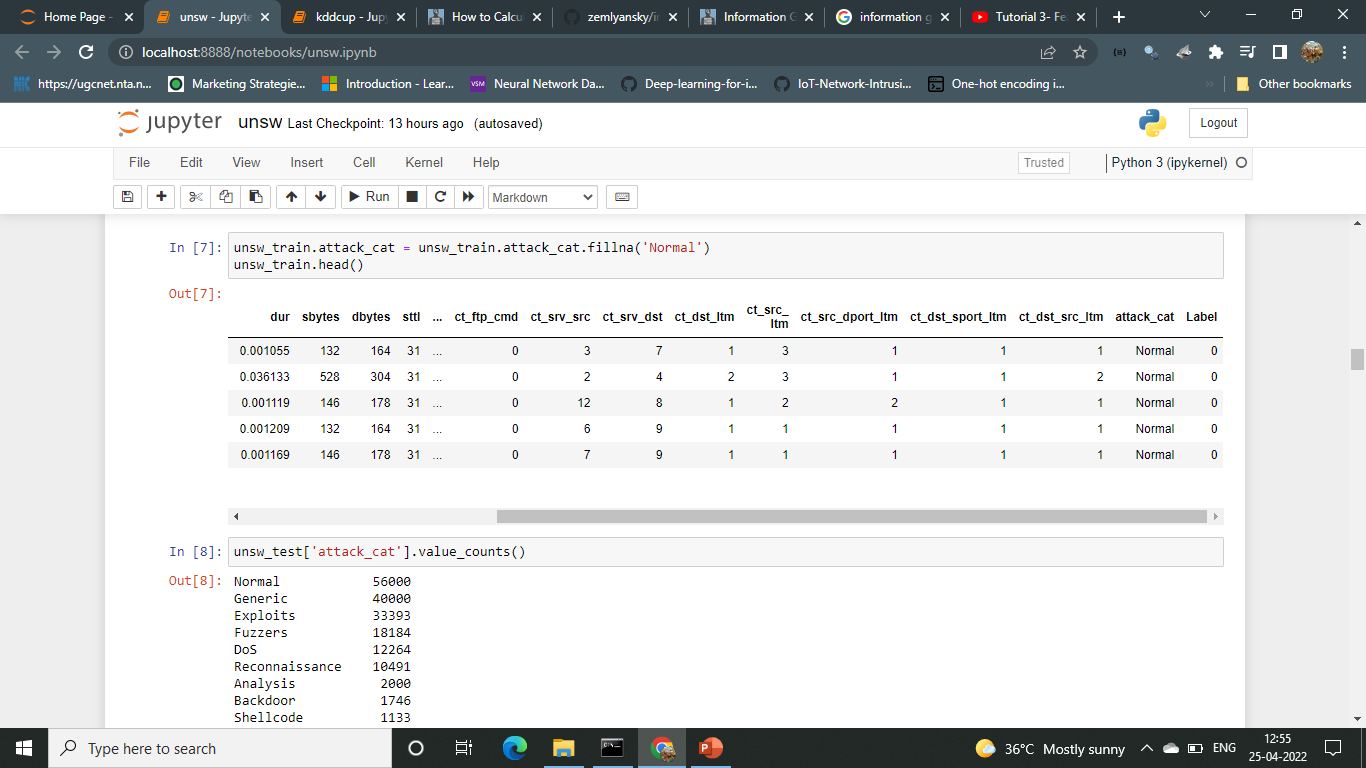 Home Page - unsw - Jupyte kddcup - Jup How to Calcu zemlyansky/i Information G information g Tutorial 3- Fe
localhost:8888/notebooks/unsw.ipynb
https://ugcnet.nta.n... Marketing Strategie... Introduction - Lear... VSM Neural Network Da... Deep-learning-for-i... IoT-Network-Intrusi... One-hot encoding i... » Other bookmarks
jupyter unsw Last Checkpoint: 13 hours ago (autosaved) Logout
File Edit View Insert Cell Kernel Help Trusted Python 3 (ipykernel)
Run Markdown
In [7]: unsw_train.attack_cat = unsw_train.attack_cat.fillna('Normal')
unsw_train.head()
Out[7]:
dur sbytes dbytes sttl ... ct_ftp_cmd ct_srv_src ct_srv_dst ct_dst_ltm ct_src_ ltm ct_src_dport_ltm ct_dst_sport_ltm ct_dst_src_ltm attack_cat Label
0.001055 132 164 31 ... 0 3 7 1 3 1 1 1 Normal 0
0.036133 528 304 31 ... 0 2 4 2 3 1 1 2 Normal 0
0.001119 146 178 31 ... 0 12 8 1 2 2 1 1 Normal 0
0.001209 132 164 31 ... 0 6 9 1 1 1 1 1 Normal 0
0.001169 146 178 31 ... 0 7 9 1 1 1 1 1 Normal 0
In [8]: unsw_test['attack_cat'].value_counts()
Out[8]: Normal 56000
Generic 40000
Exploits 33393
Fuzzers 18184
DoS 12264
Reconnaissance 10491
Analysis 2000
Backdoor 1746
Shellcode 1133
Type here to search 36°C Mostly sunny ENG 12:55
25-04-2022